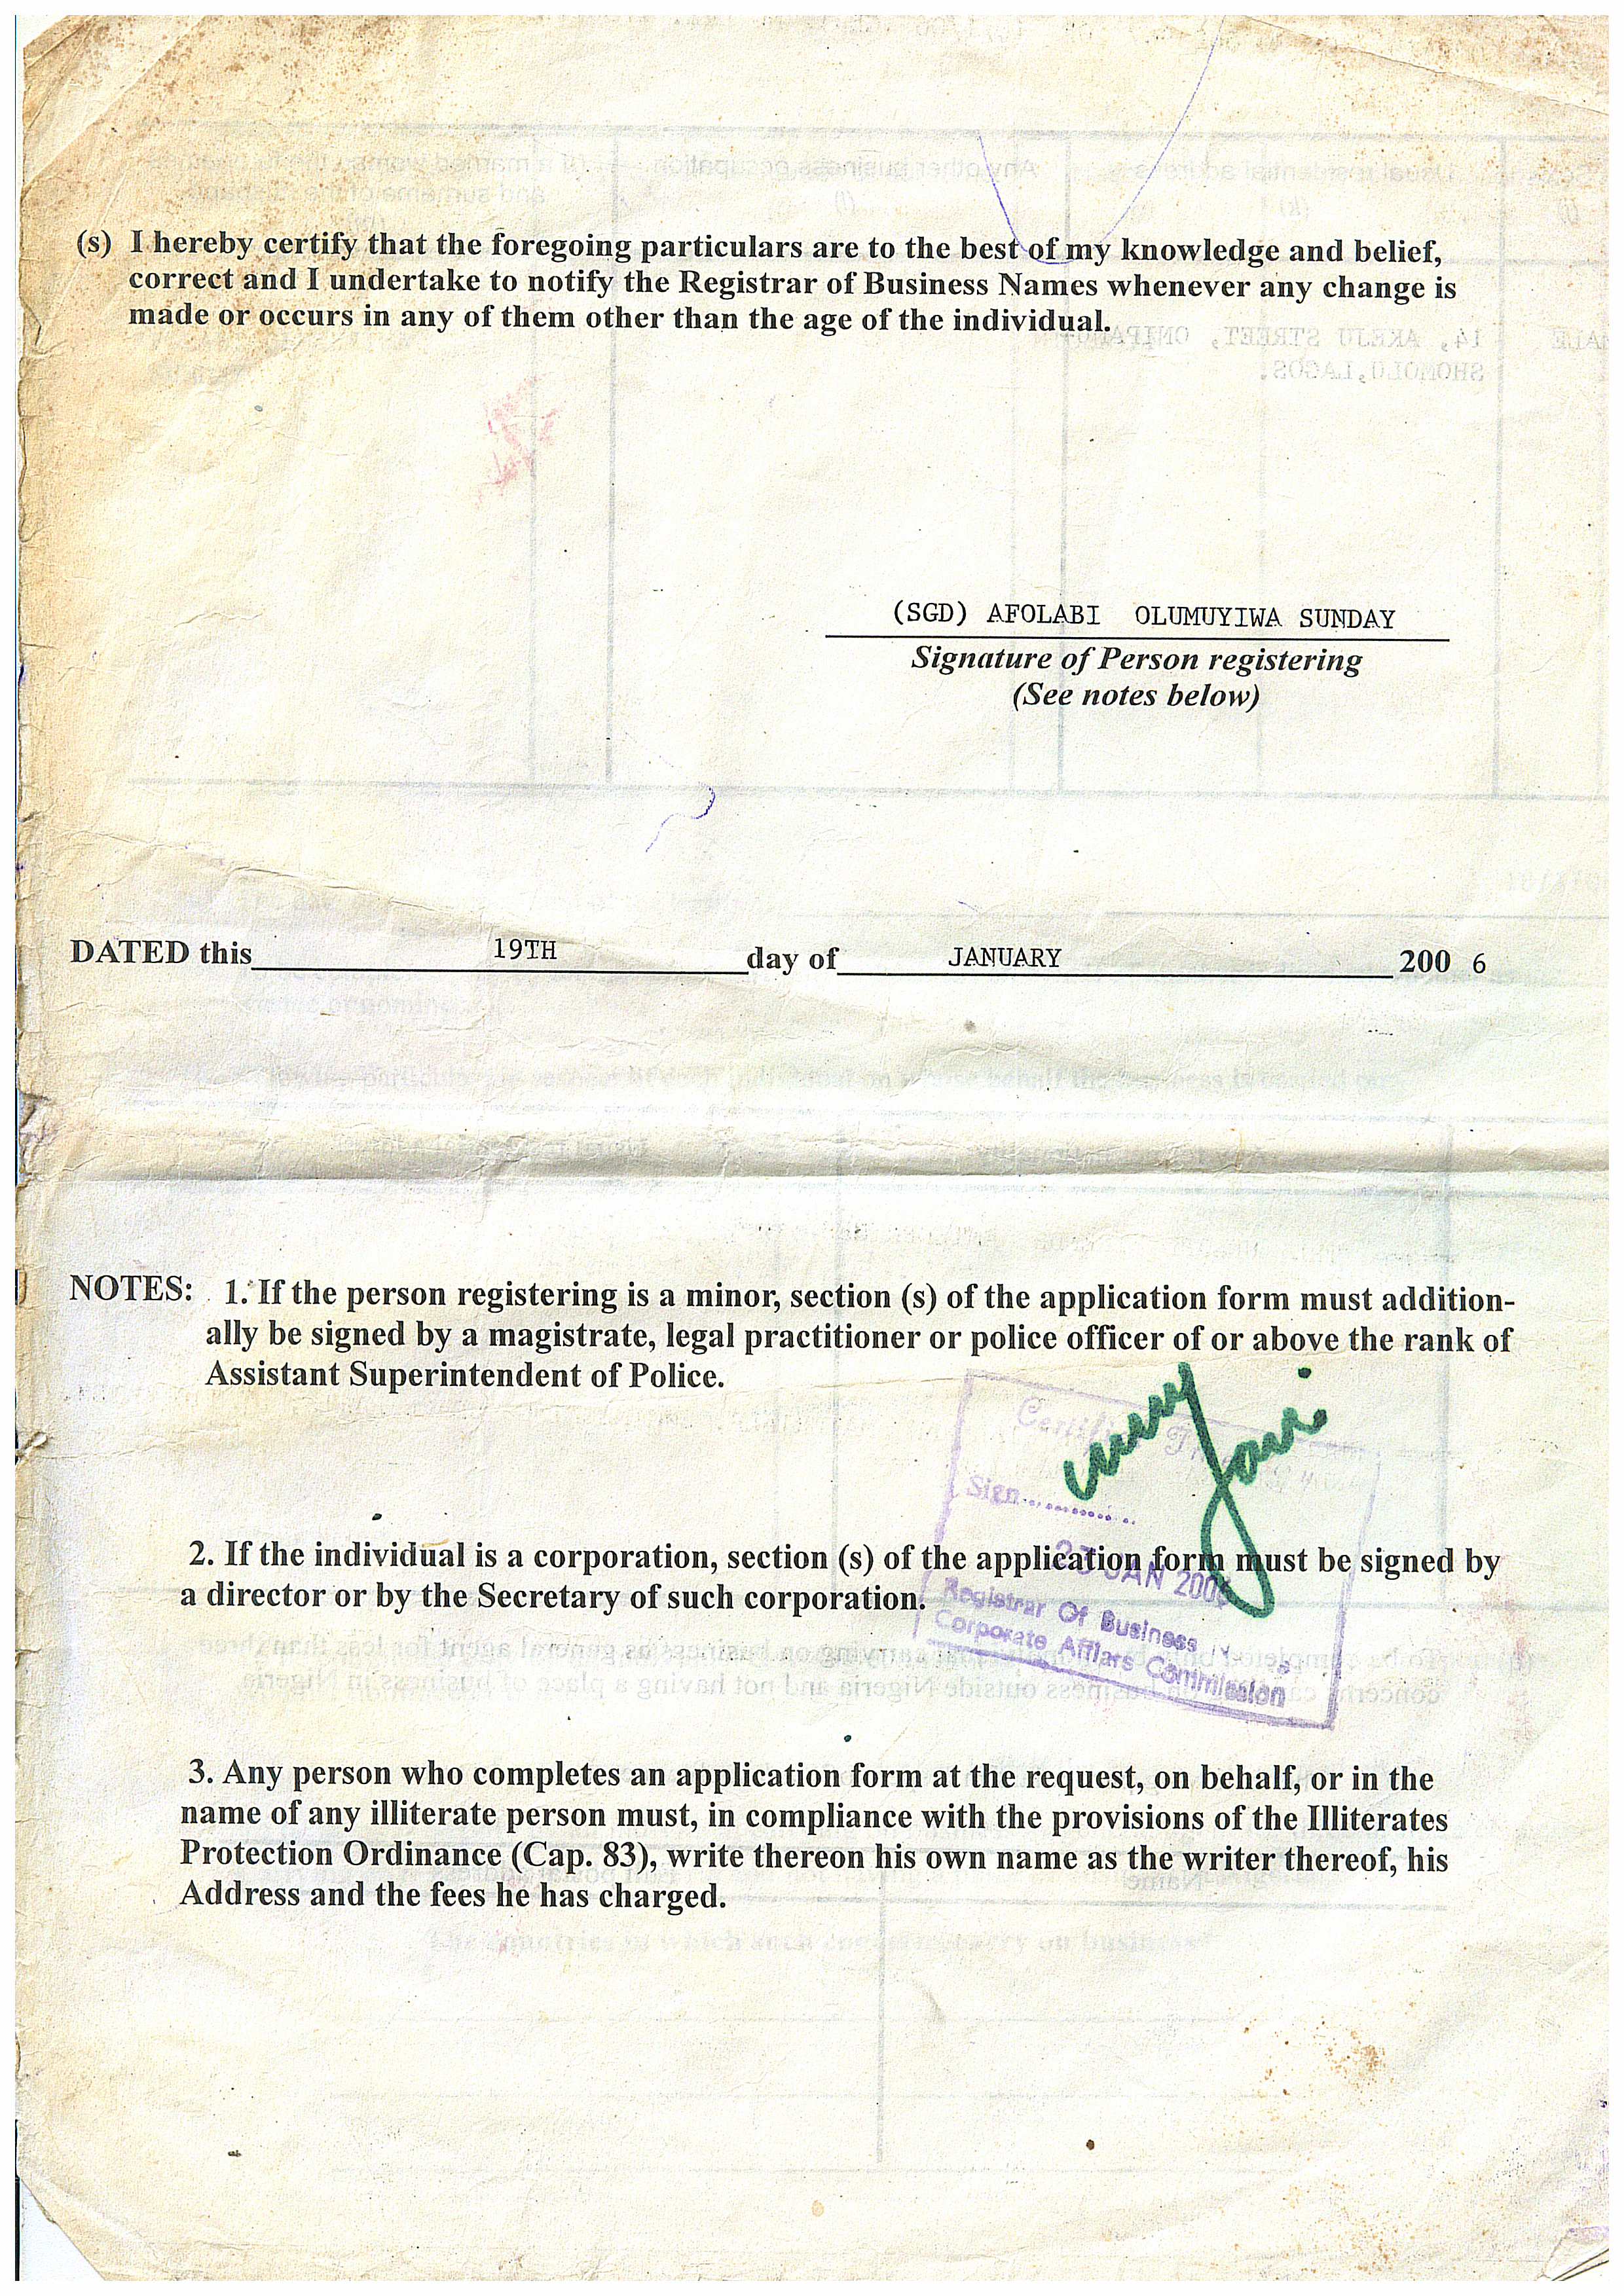 (s) I hereby certify that the foregoing particulars are to the best of my knowledge and belief,
correct and I undertake to notify the Registrar of Business Names whenever any change is
made or occurs in any of them other than the age of the individual.
(SGD) AFOLABI OLUMUYIWA SUNDAY
Signature of Person registering
(See notes below)
DATED this 19TH day of JANUARY 200 6
NOTES: 1. If the person registering is a minor, section (s) of the application form must addition-
ally be signed by a magistrate, legal practitioner or police officer of or above the rank of
Assistant Superintendent of Police.
Sign
2. If the individual is a corporation, section (s) of the application form must be signed by
a director or by the Secretary of such corporation.
JAN
Registrar Of Business
Corporate Affiars Commission
3. Any person who completes an application form at the request, on behalf, or in the
name of any illiterate person must, in compliance with the provisions of the Illiterates
Protection Ordinance (Cap. 83), write thereon his own name as the writer thereof, his
Address and the fees he has charged.